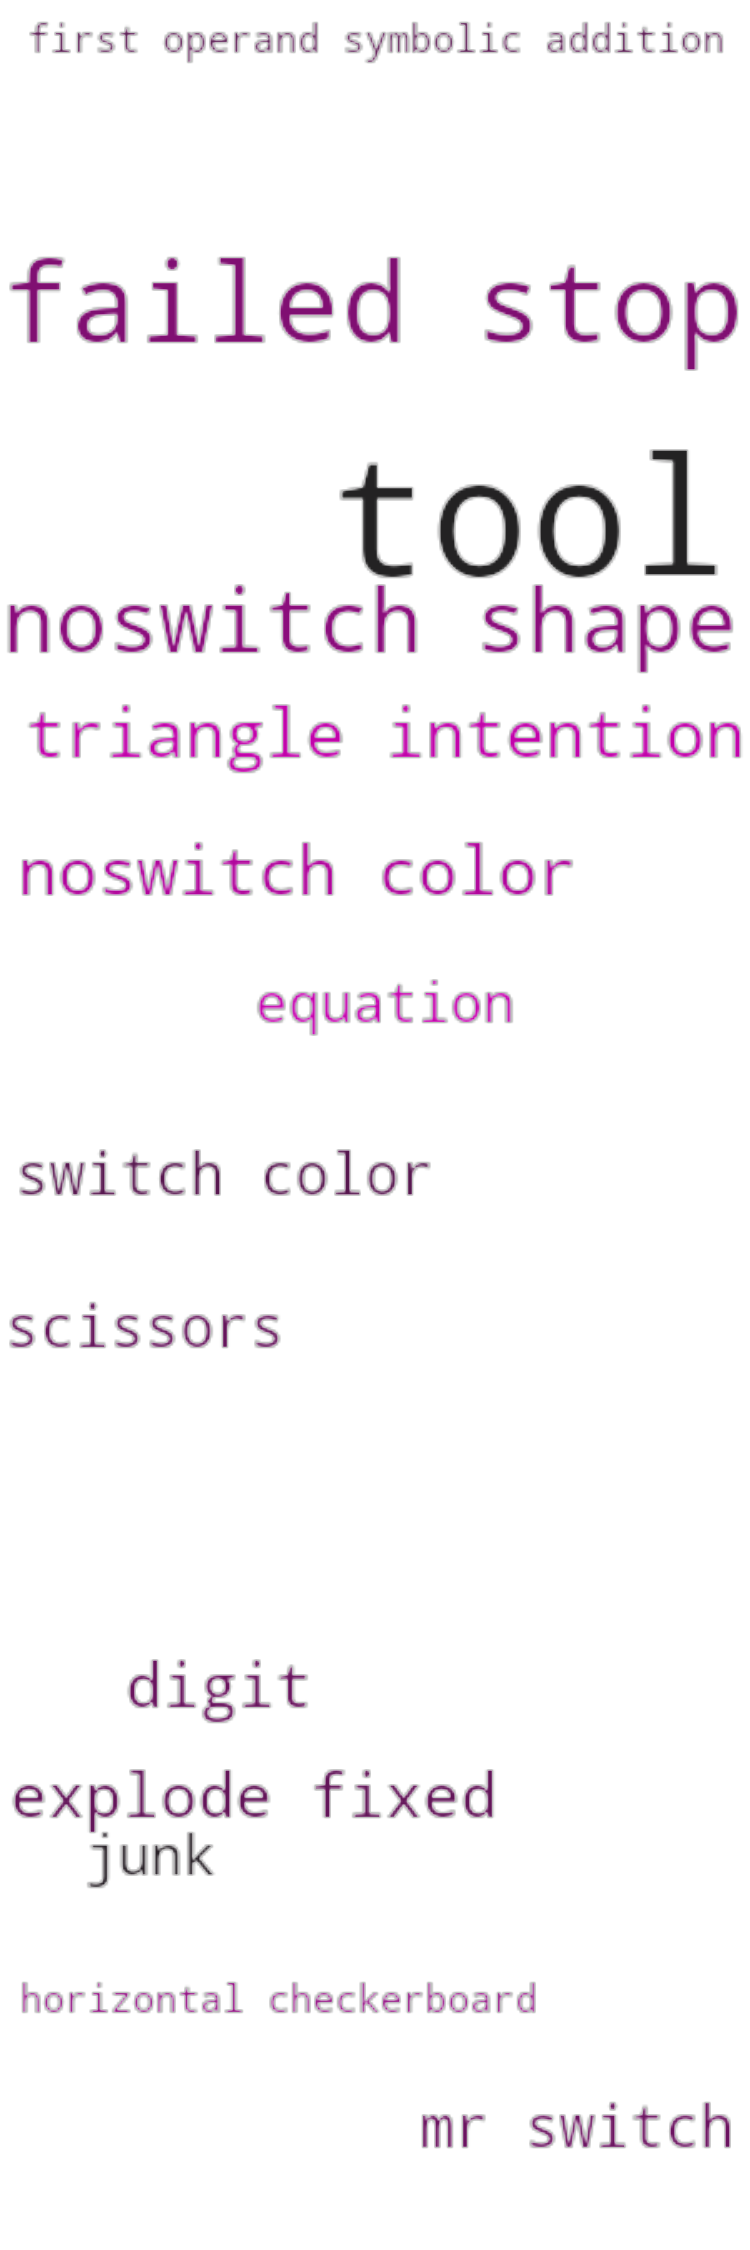 first operand symbolic addition
failed stop
tool
noswitch shape
triangle intention
noswitch color
equation
switch color
scissors
digit
explode fixed
junk
horizontal checkerboard
mr switch